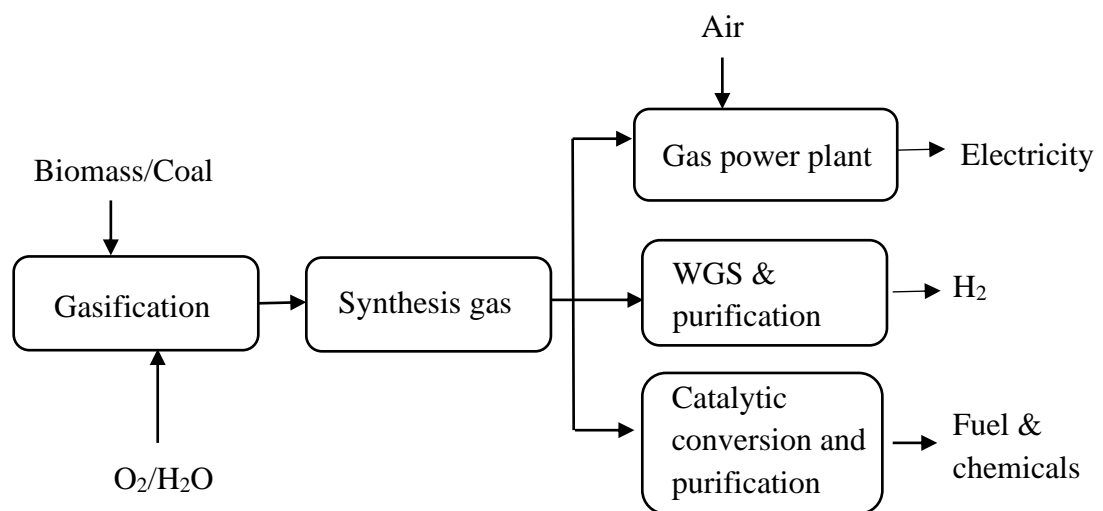 Air
Gas power plant
Electricity
Biomass/Coal
Gasification
Synthesis gas
WGS &
purification
H₂
O₂/H₂O
Catalytic
conversion and
purification
Fuel &
chemicals